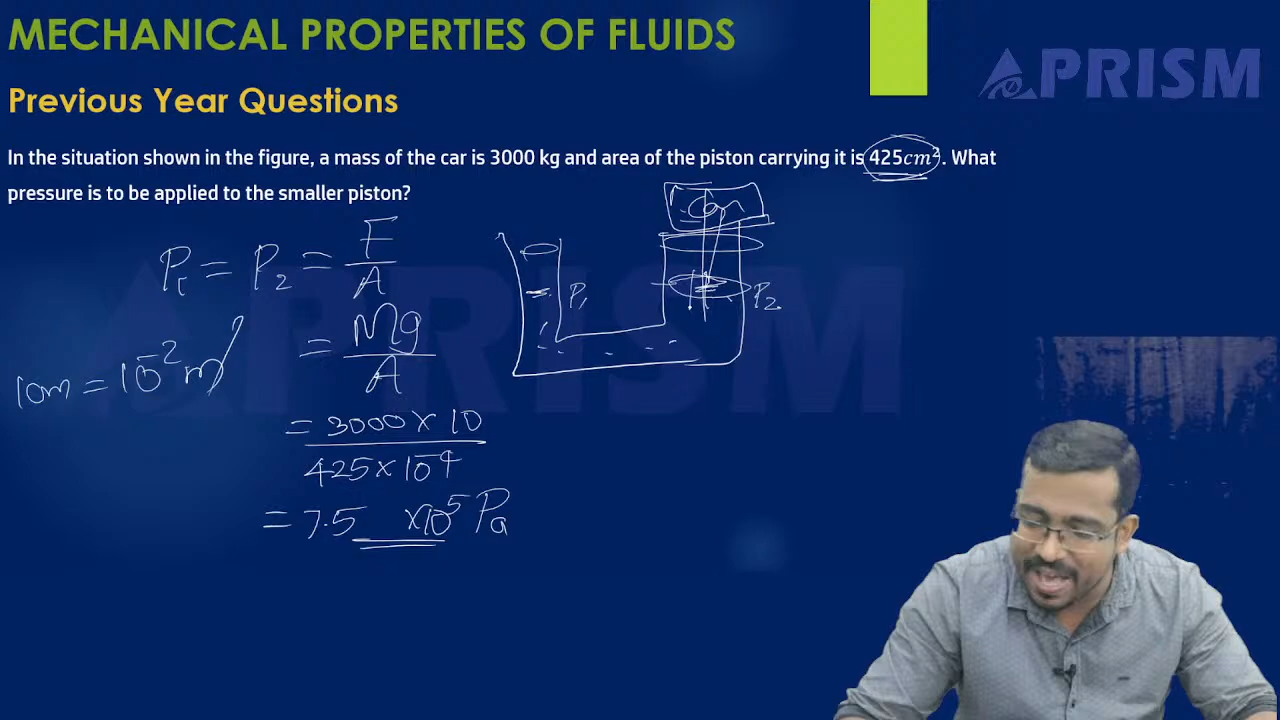 MECHANICAL PROPERTIES OF FLUIDS
PRISM
Previous Year Questions
In the situation shown in the figure, a mass of the car is 3000 kg and area of the piston carrying it is 425cm². What
pressure is to be applied to the smaller piston?
Car
P₁ = P₂ = F/A
P₁
P₂
= Mg/A
1cm = 10⁻² m
= 3000 × 10
425 × 10⁻⁴
= 7.5 ×10⁵ Pa
PRISM